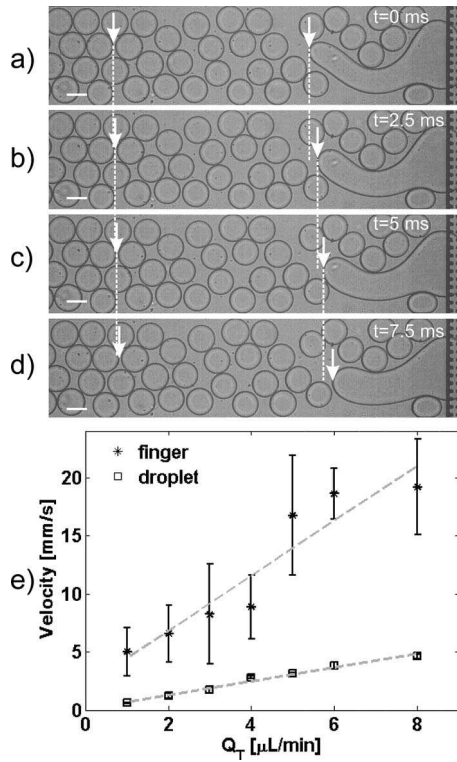 a)
t=0 ms
b)
t=2.5 ms
c)
t=5 ms
d)
t=7.5 ms
e)
* finger
□ droplet
Velocity [mm/s]
20
15
10
5
0
0 2 4 6 8
Q_T [μL/min]